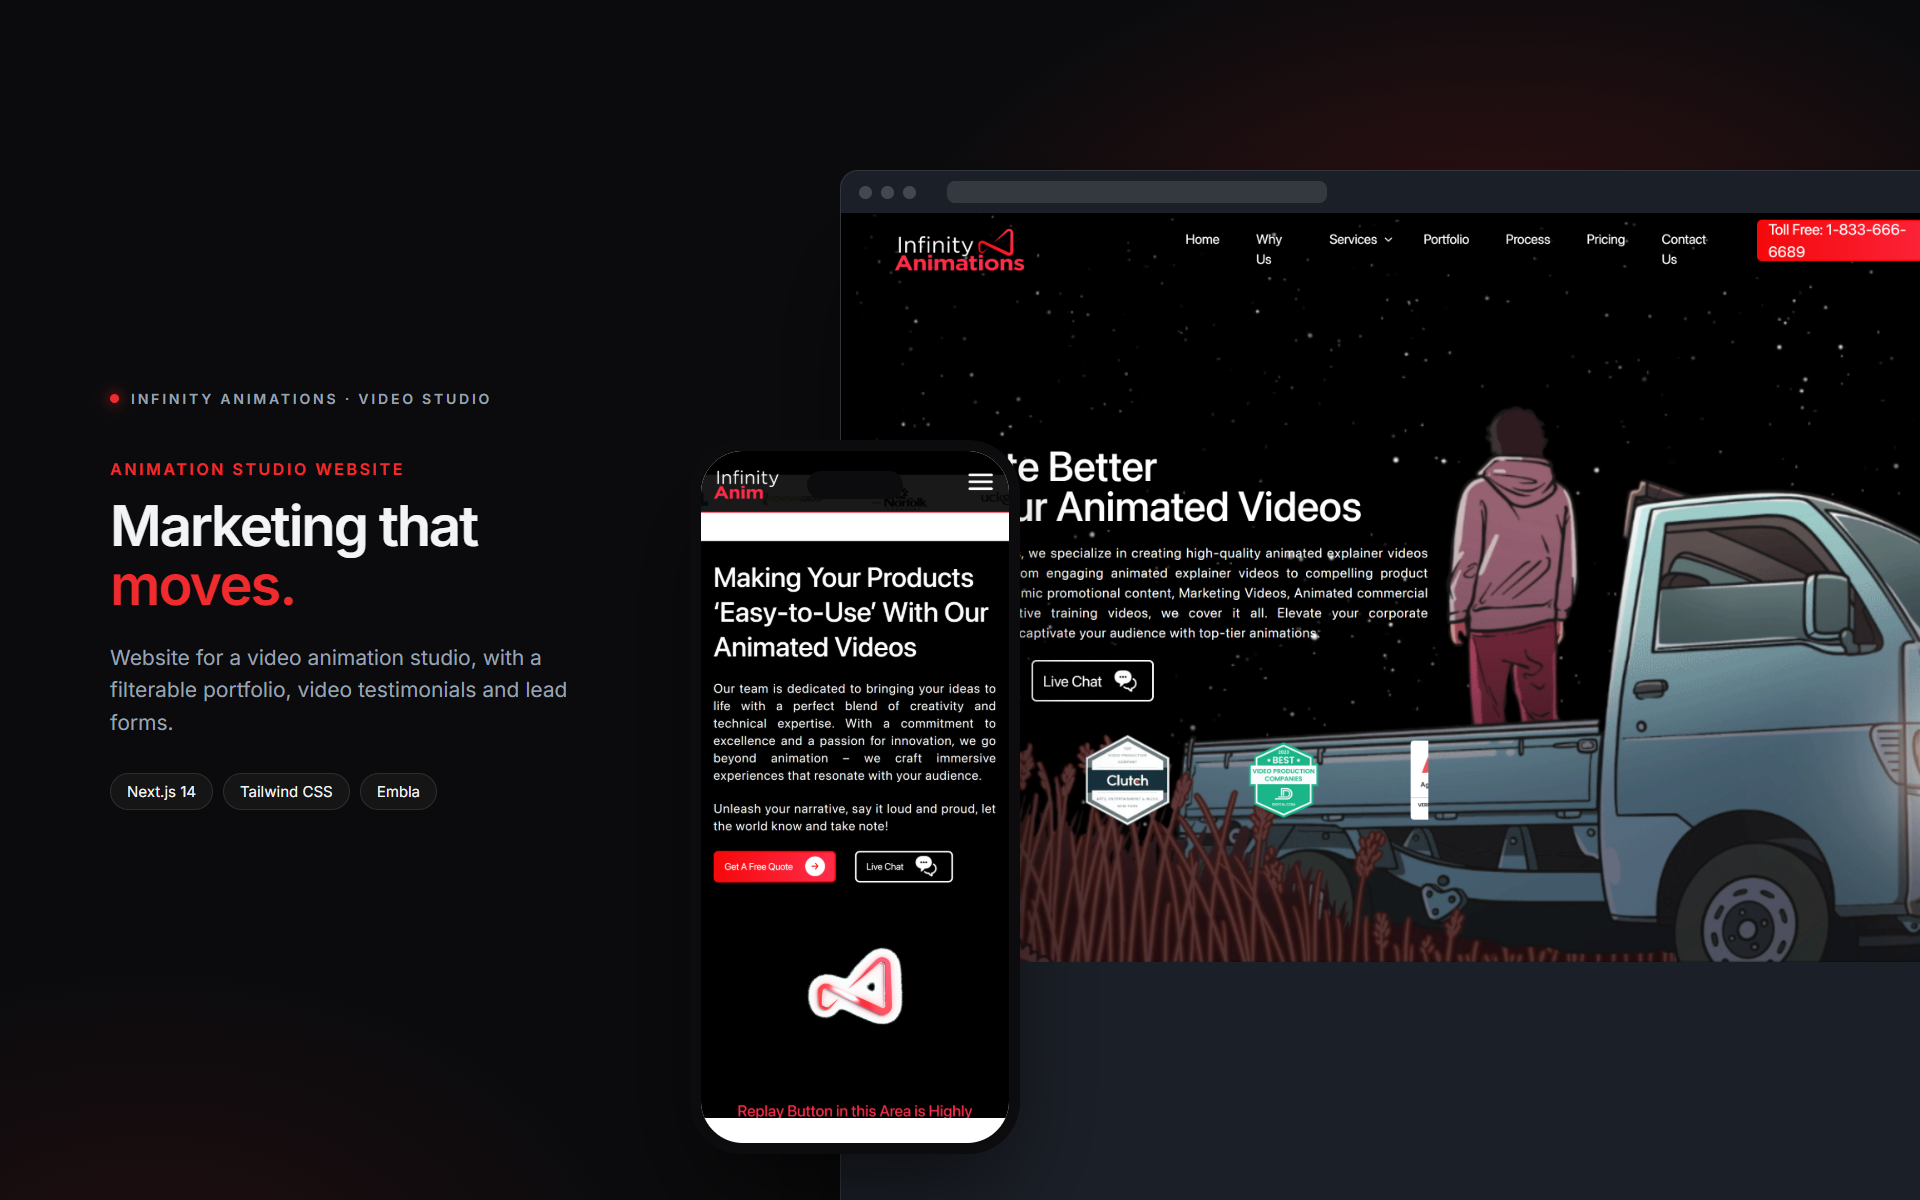 INFINITY ANIMATIONS · VIDEO STUDIO
ANIMATION STUDIO WEBSITE
Marketing that
moves.
Website for a video animation studio, with a
filterable portfolio, video testimonials and lead
forms.
Next.js 14
Tailwind CSS
Embla
Infinity
Animations
Home
Why
Us
Services
Portfolio
Process
Pricing
Contact
Us
Toll Free: 1-833-666-
6689
te Better
ur Animated Videos
, we specialize in creating high-quality animated explainer videos
om engaging animated explainer videos to compelling product
mic promotional content, Marketing Videos, Animated commercial
tive training videos, we cover it all. Elevate your corporate
captivate your audience with top-tier animations.
Live Chat
Clutch
2023
BEST
VIDEO PRODUCTION
COMPANIES
Infinity
Anim
Norfolk
Making Your Products
‘Easy-to-Use’ With Our
Animated Videos
Our team is dedicated to bringing your ideas to
life with a perfect blend of creativity and
technical expertise. With a commitment to
excellence and a passion for innovation, we go
beyond animation – we craft immersive
experiences that resonate with your audience.
Unleash your narrative, say it loud and proud, let
the world know and take note!
Get A Free Quote
Live Chat
Replay Button in this Area is Highly